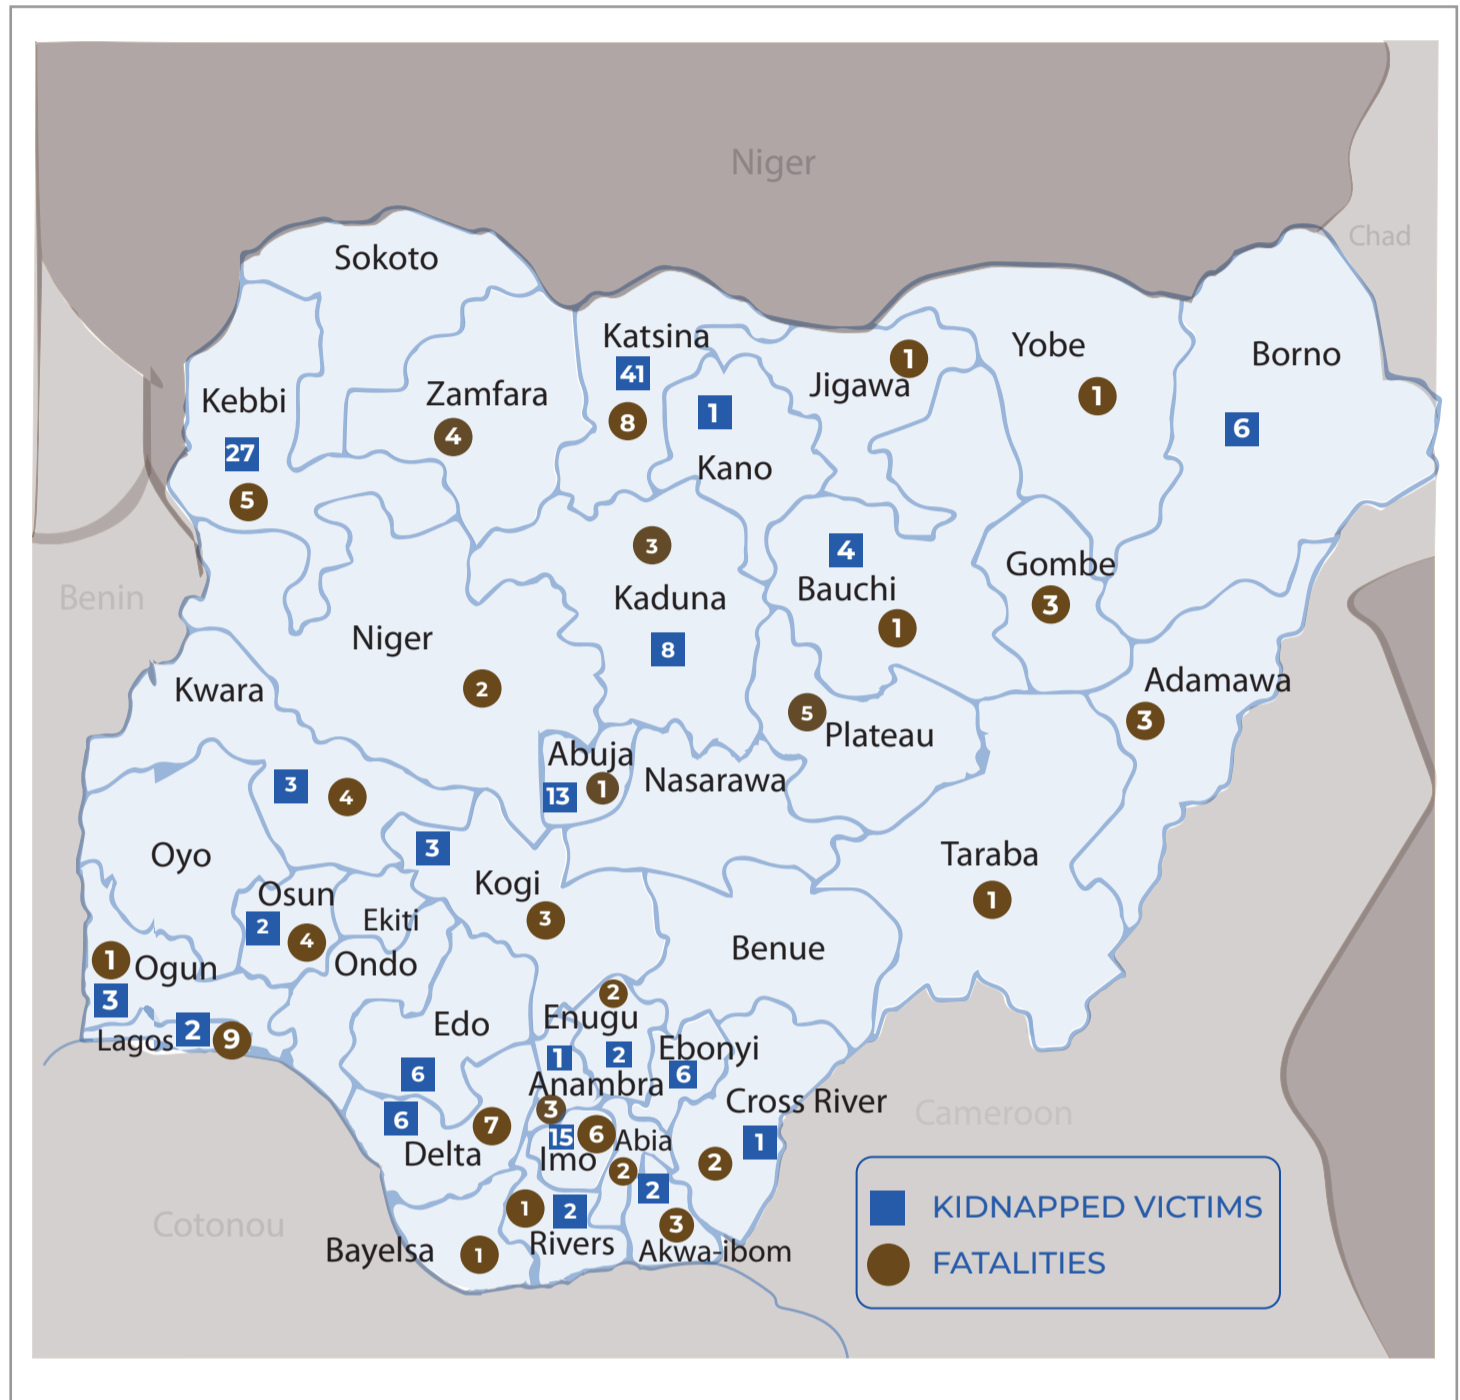 Niger
Chad
Sokoto
Katsina
41
8
1
Kano
Jigawa
1
Yobe
1
Borno
6
Kebbi
27
5
Zamfara
4
3
Kaduna
8
4
Bauchi
1
Gombe
3
Benin
Niger
2
Kwara
3
4
Adamawa
3
5
Plateau
Abuja
13
1
Nasarawa
Oyo
3
Kogi
3
Taraba
1
Osun
2
4
Ekiti
Ondo
1
Ogun
3
Lagos
2
9
Benue
Edo
6
2
Enugu
1
2
Ebonyi
6
Anambra
3
6
7
Delta
15
6
Imo
Abia
2
Cross River
1
2
Cameroon
Cotonou
Bayelsa
1
1
2
Rivers
2
3
Akwa-ibom
KIDNAPPED VICTIMS
FATALITIES